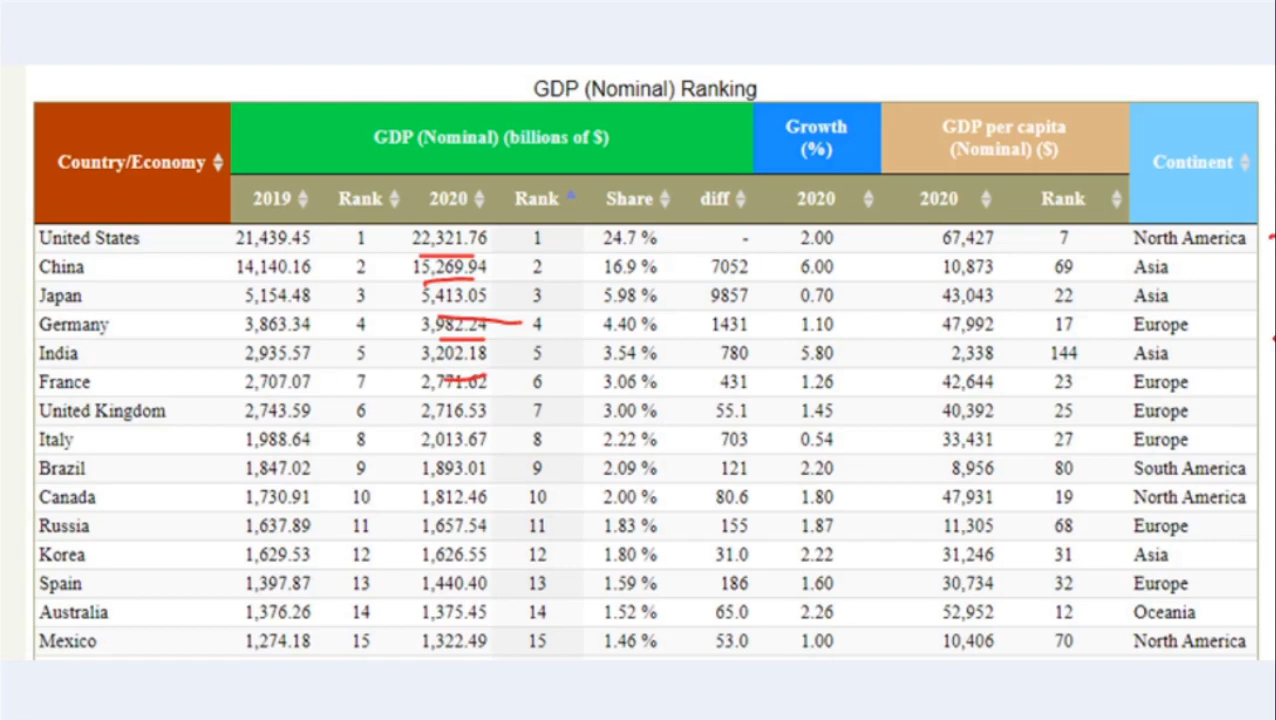 GDP (Nominal) Ranking
Country/Economy GDP (Nominal) (billions of $) Growth (%) GDP per capita (Nominal) ($) Continent
2019 Rank 2020 Rank Share diff 2020 2020 Rank
United States 21,439.45 1 22,321.76 1 24.7 % - 2.00 67,427 7 North America
China 14,140.16 2 15,269.94 2 16.9 % 7052 6.00 10,873 69 Asia
Japan 5,154.48 3 5,413.05 3 5.98 % 9857 0.70 43,043 22 Asia
Germany 3,863.34 4 3,982.24 4 4.40 % 1431 1.10 47,992 17 Europe
India 2,935.57 5 3,202.18 5 3.54 % 780 5.80 2,338 144 Asia
France 2,707.07 7 2,771.62 6 3.06 % 431 1.26 42,644 23 Europe
United Kingdom 2,743.59 6 2,716.53 7 3.00 % 55.1 1.45 40,392 25 Europe
Italy 1,988.64 8 2,013.67 8 2.22 % 703 0.54 33,431 27 Europe
Brazil 1,847.02 9 1,893.01 9 2.09 % 121 2.20 8,956 80 South America
Canada 1,730.91 10 1,812.46 10 2.00 % 80.6 1.80 47,931 19 North America
Russia 1,637.89 11 1,657.54 11 1.83 % 155 1.87 11,305 68 Europe
Korea 1,629.53 12 1,626.55 12 1.80 % 31.0 2.22 31,246 31 Asia
Spain 1,397.87 13 1,440.40 13 1.59 % 186 1.60 30,734 32 Europe
Australia 1,376.26 14 1,375.45 14 1.52 % 65.0 2.26 52,952 12 Oceania
Mexico 1,274.18 15 1,322.49 15 1.46 % 53.0 1.00 10,406 70 North America